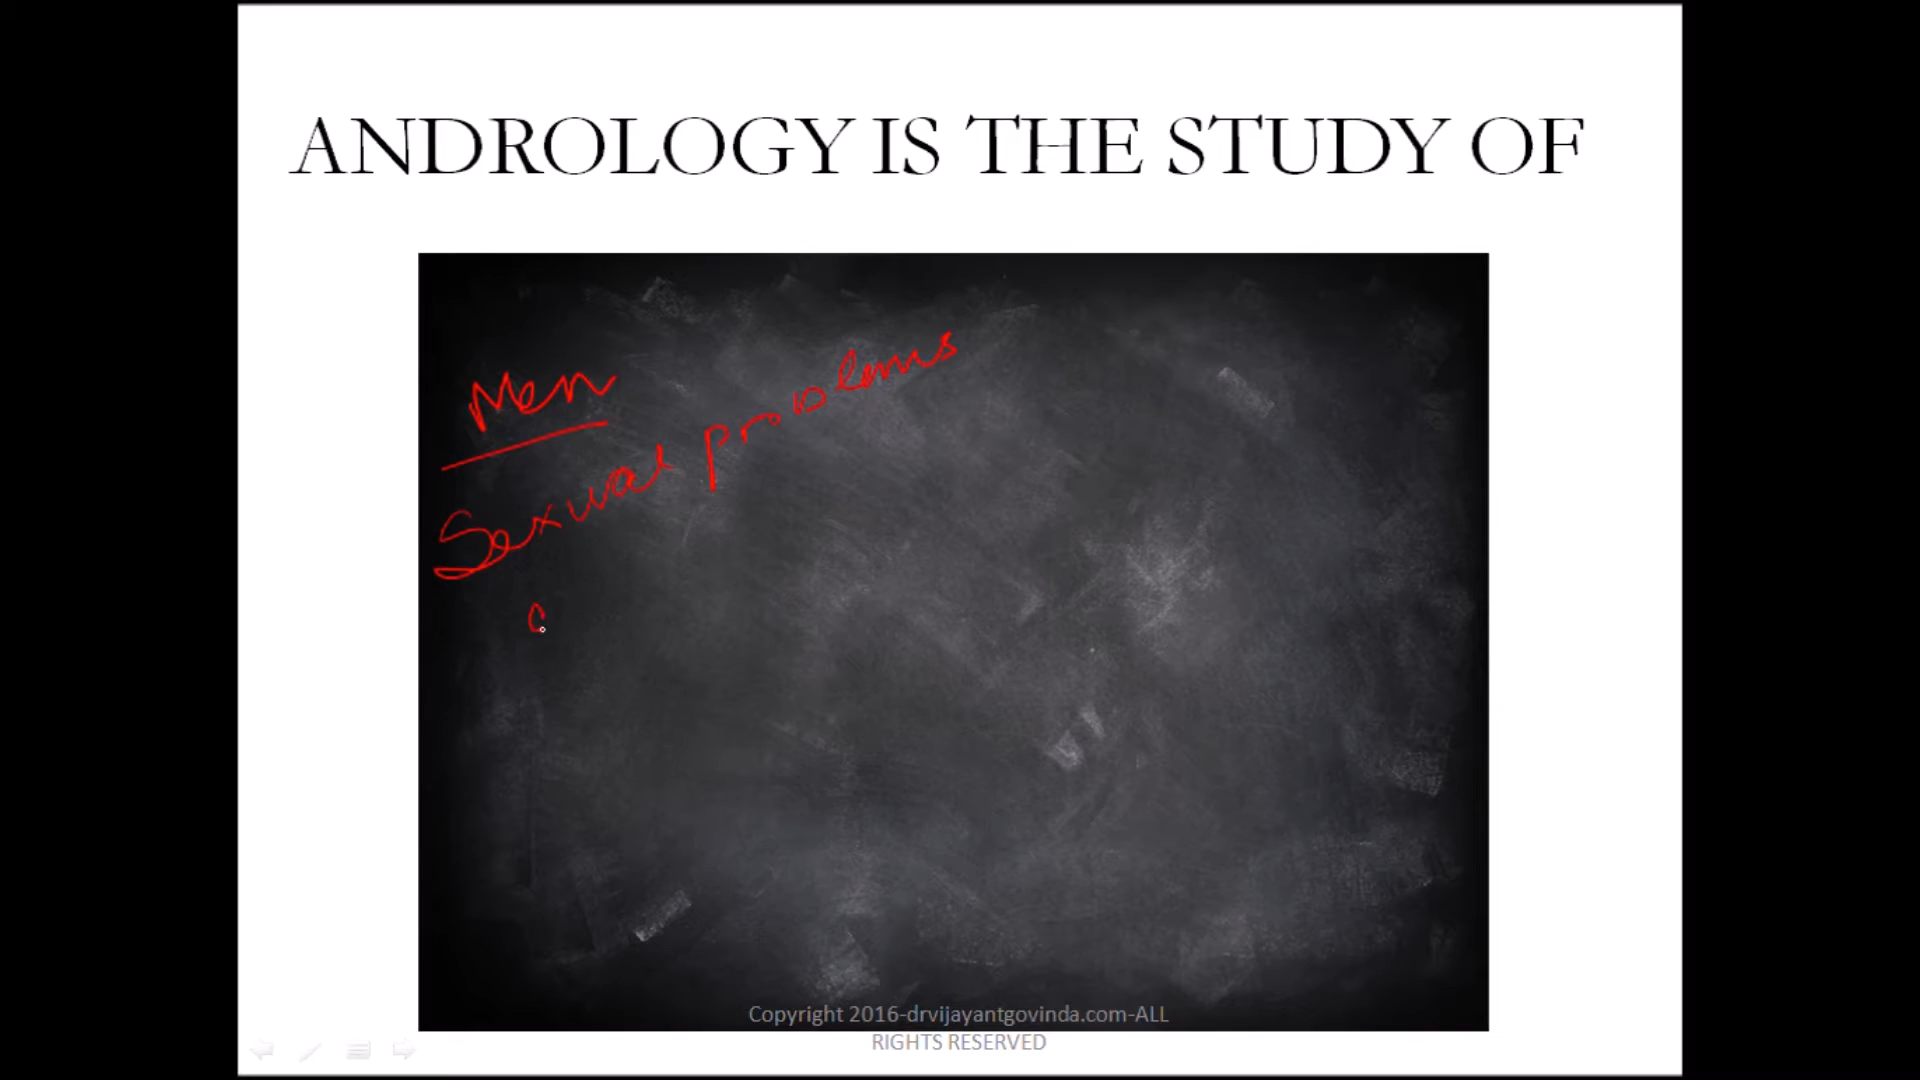 ANDROLOGY IS THE STUDY OF
Men
Sexual problems
Copyright 2016-drvijayantgovinda.com-ALL
RIGHTS RESERVED